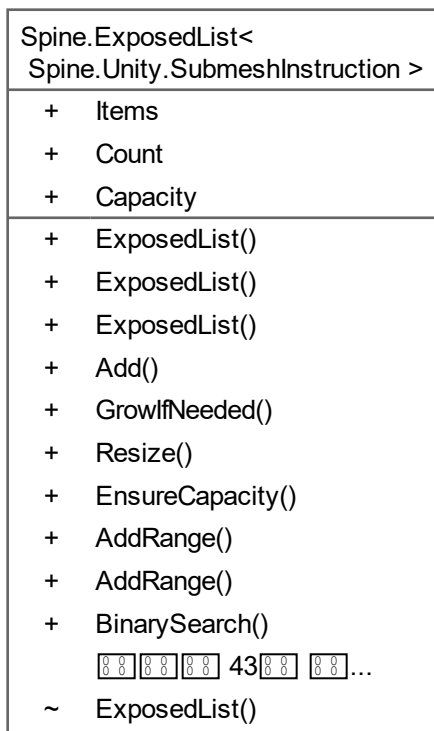 Spine.ExposedList<
Spine.Unity.SubmeshInstruction >
+ Items
+ Count
+ Capacity
+ ExposedList()
+ ExposedList()
+ ExposedList()
+ Add()
+ GrowIfNeeded()
+ Resize()
+ EnsureCapacity()
+ AddRange()
+ AddRange()
+ BinarySearch()
43 ...
~ ExposedList()